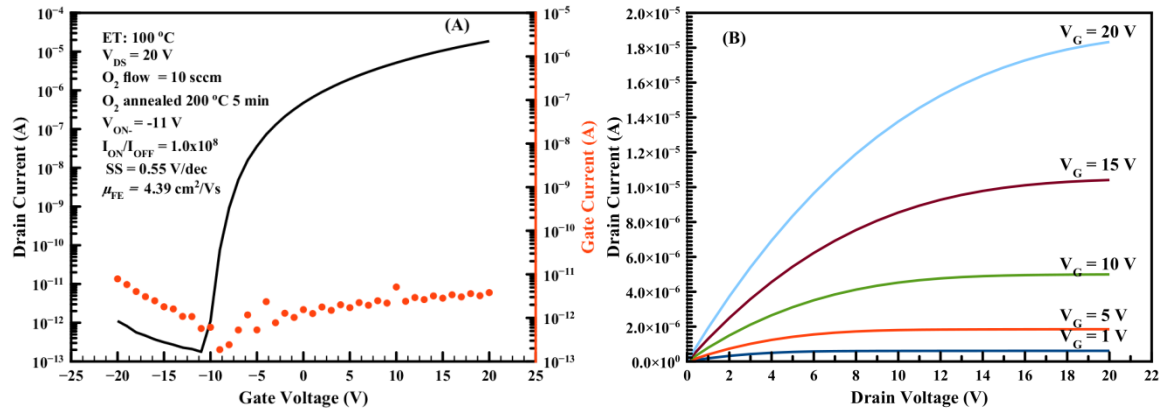 (A)
ET: 100 °C
V_DS = 20 V
O_2 flow = 10 sccm
O_2 annealed 200 °C 5 min
V_ON- = -11 V
I_ON/I_OFF = 1.0x10^8
SS = 0.55 V/dec
μ_FE = 4.39 cm^2/Vs
Drain Current (A)
10^-4
10^-5
10^-6
10^-7
10^-8
10^-9
10^-10
10^-11
10^-12
10^-13
Gate Current (A)
10^-5
10^-6
10^-7
10^-8
10^-9
10^-10
10^-11
10^-12
10^-13
−25 −20 −15 −10 −5 0 5 10 15 20 25
Gate Voltage (V)
(B)
Drain Current (A)
2.0×10^-5
1.8×10^-5
1.6×10^-5
1.4×10^-5
1.2×10^-5
1.0×10^-5
8.0×10^-6
6.0×10^-6
4.0×10^-6
2.0×10^-6
0.0×10^0
V_G = 20 V
V_G = 15 V
V_G = 10 V
V_G = 5 V
V_G = 1 V
0 2 4 6 8 10 12 14 16 18 20 22
Drain Voltage (V)